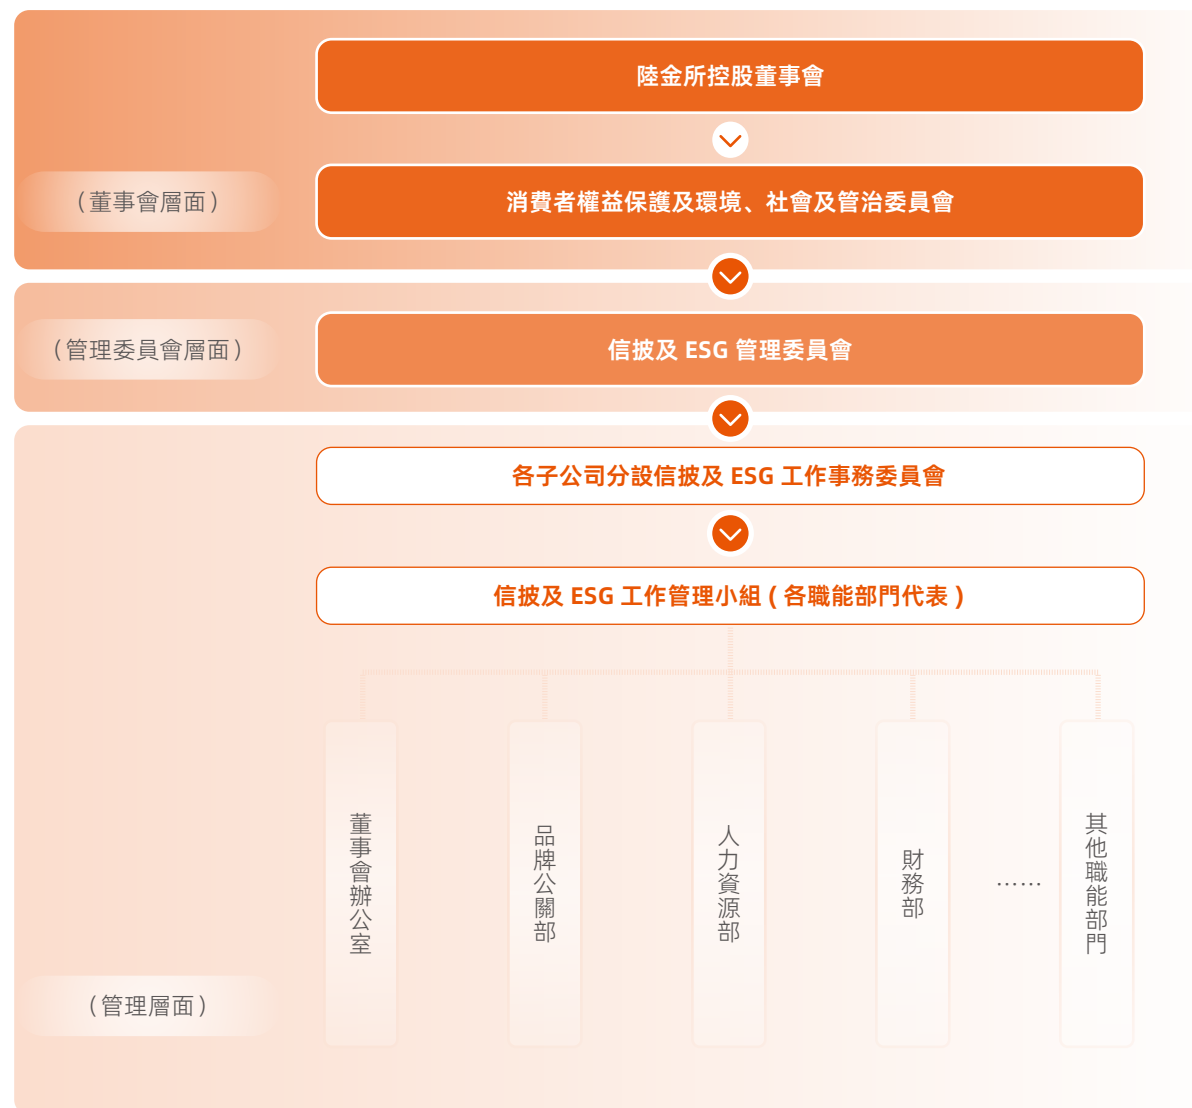 陸金所控股董事會
（董事會層面）
消費者權益保護及環境、社會及管治委員會
（管理委員會層面）
信披及 ESG 管理委員會
各子公司分設信披及 ESG 工作事務委員會
信披及 ESG 工作管理小組 ( 各職能部門代表 )
董事會辦公室
品牌公關部
人力資源部
財務部
……
其他職能部門
（管理層面）